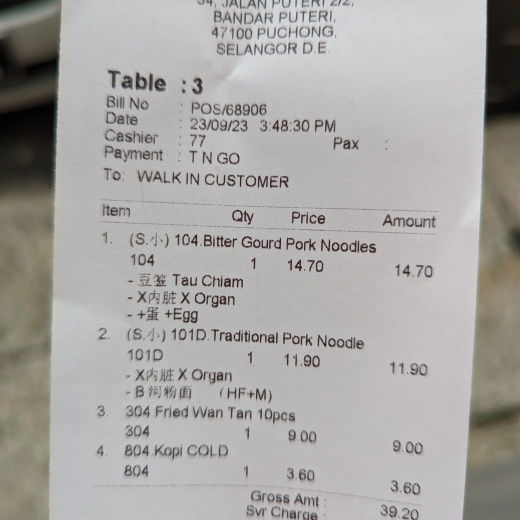 34, JALAN PUTERI 2/2,
BANDAR PUTERI,
47100 PUCHONG,
SELANGOR D.E.
Table : 3
Bill No : POS/68906
Date : 23/09/23 3:48:30 PM
Cashier : 77 Pax :
Payment : T N GO
To: WALK IN CUSTOMER
Item Qty Price Amount
1. (S.小) 104.Bitter Gourd Pork Noodles
104 1 14.70 14.70
- 豆签 Tau Chiam
- X内脏 X Organ
- +蛋 +Egg
2. (S.小) 101D.Traditional Pork Noodle
101D 1 11.90 11.90
- X内脏 X Organ
- B 河粉面 (HF+M)
3. 304 Fried Wan Tan 10pcs
304 1 9.00 9.00
4. 804 Kopi COLD
804 1 3.60 3.60
Gross Amt : 39.20
Svr Charge :